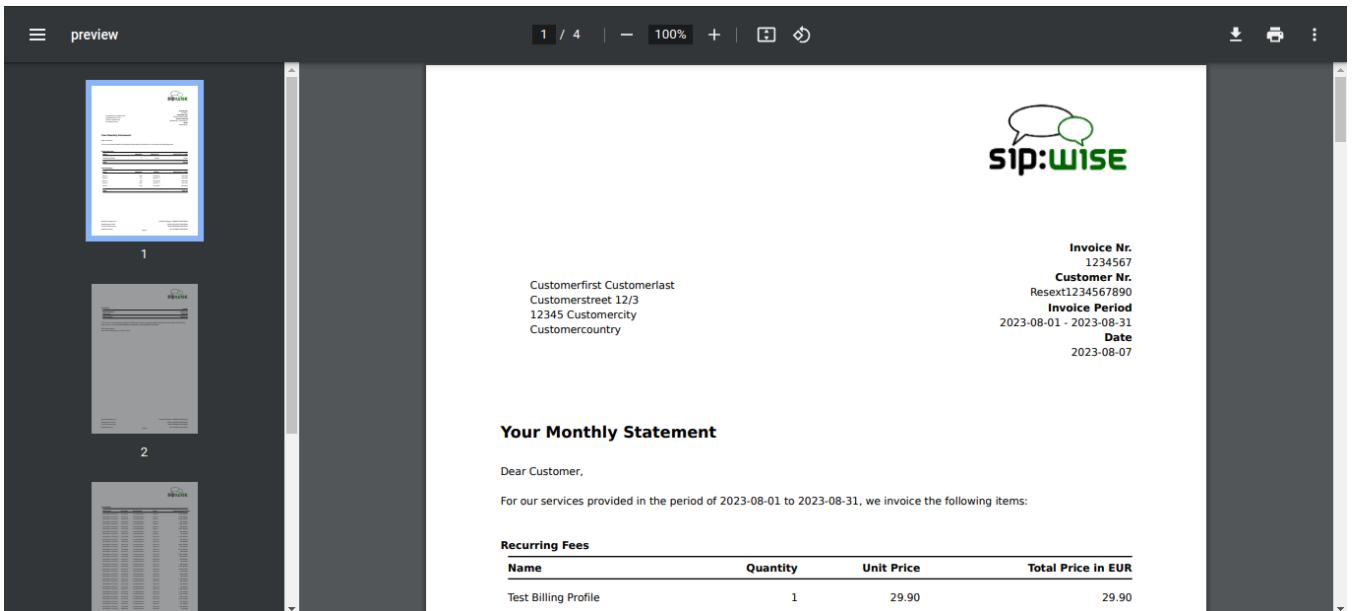 preview
1 / 4
100%
1
2
sip:wise
Invoice Nr.
1234567
Customer Nr.
Resext1234567890
Invoice Period
2023-08-01 - 2023-08-31
Date
2023-08-07
Customerfirst Customerlast
Customerstreet 12/3
12345 Customercity
Customercountry
Your Monthly Statement
Dear Customer,
For our services provided in the period of 2023-08-01 to 2023-08-31, we invoice the following items:
Recurring Fees
Name Quantity Unit Price Total Price in EUR
Test Billing Profile 1 29.90 29.90